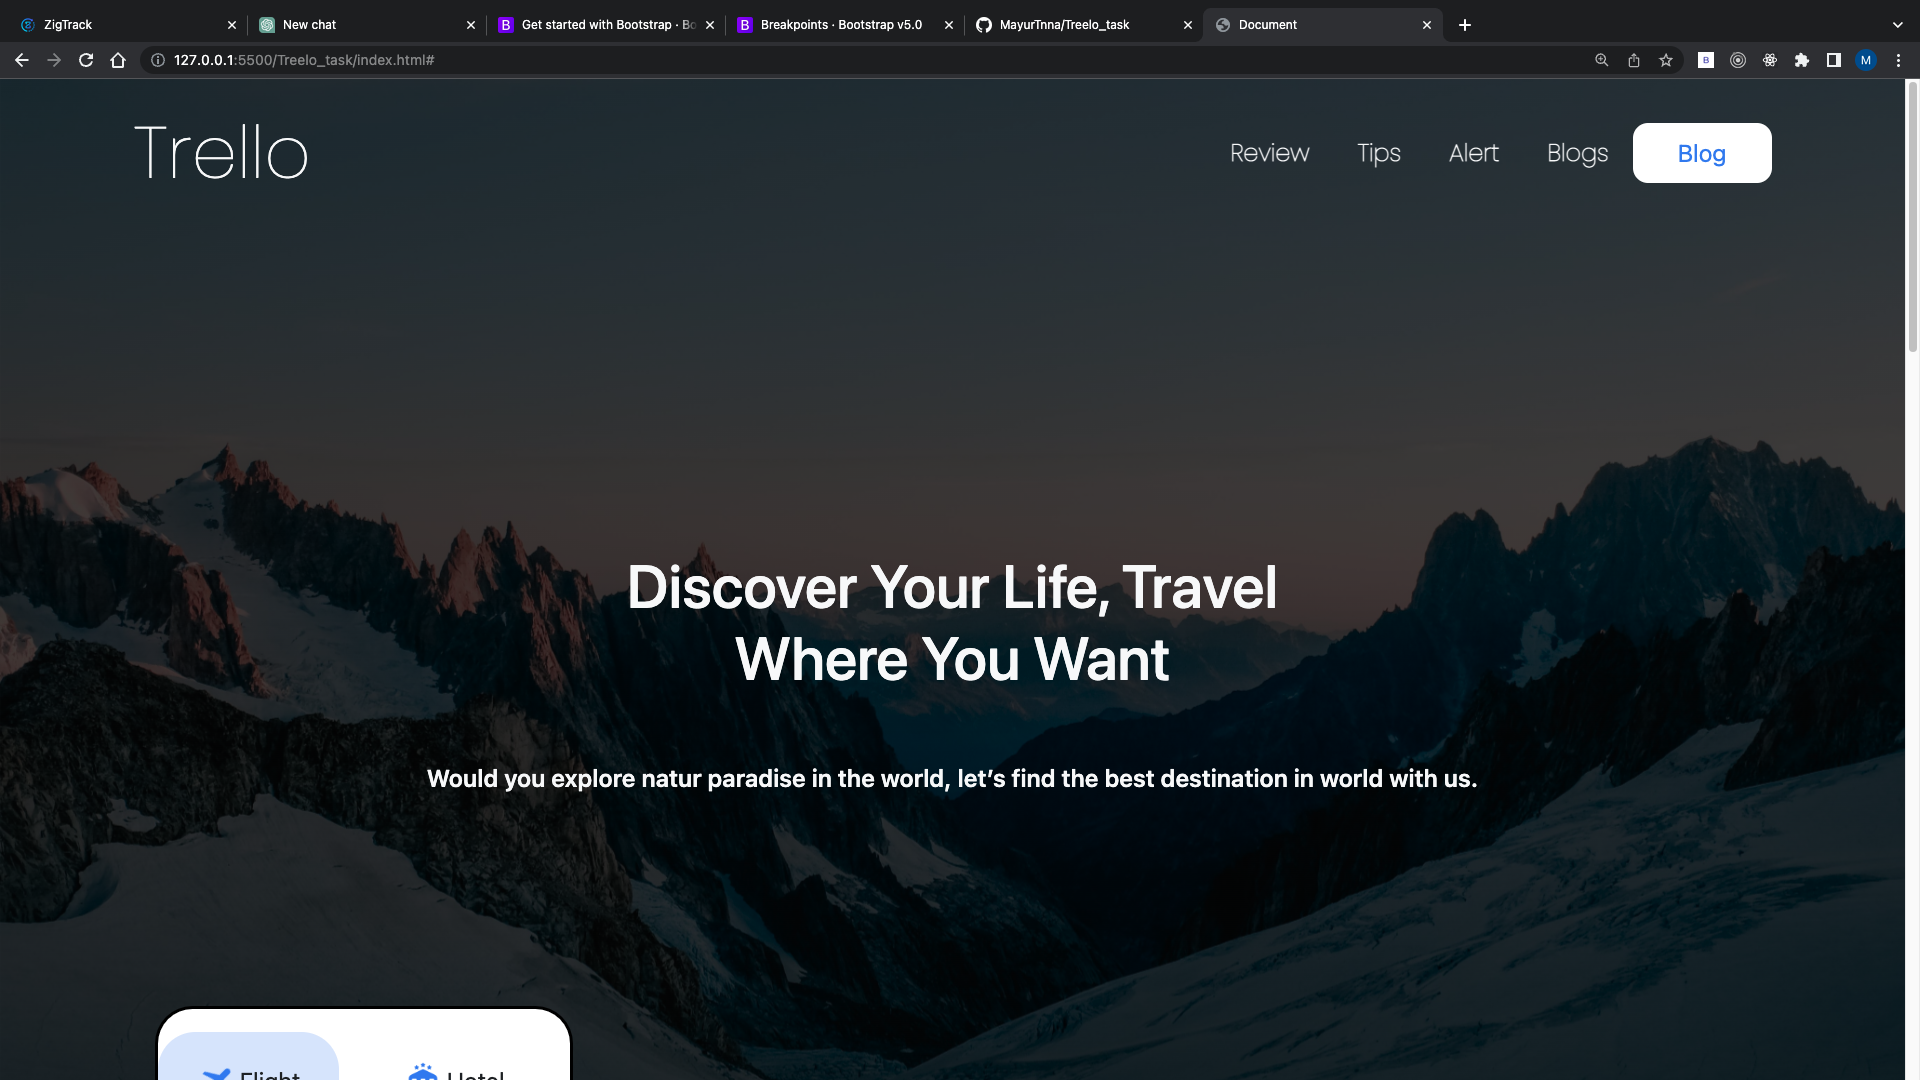 ZigTrack
New chat
Get started with Bootstrap · Bo
Breakpoints · Bootstrap v5.0
MayurTnna/Treelo_task
Document
127.0.0.1:5500/Treelo_task/index.html#
B
M
Trello
Review
Tips
Alert
Blogs
Blog
Discover Your Life, Travel
Where You Want
Would you explore natur paradise in the world, let’s find the best destination in world with us.
Flight
Hotel